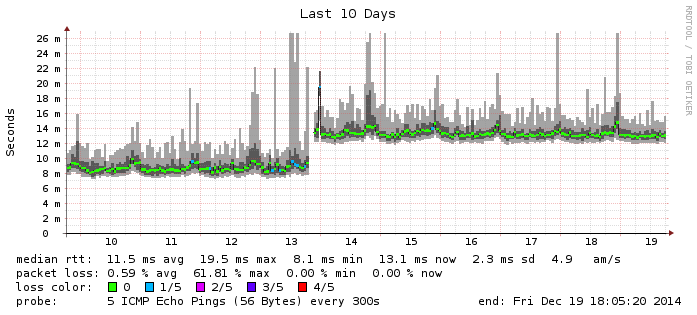 Last 10 Days
RRDTOOL / TOBI OETIKER
Seconds
26 m
24 m
22 m
20 m
18 m
16 m
14 m
12 m
10 m
8 m
6 m
4 m
2 m
0
10 11 12 13 14 15 16 17 18 19
median rtt: 11.5 ms avg 19.5 ms max 8.1 ms min 13.1 ms now 2.3 ms sd 4.9 am/s
packet loss: 0.59 % avg 61.81 % max 0.00 % min 0.00 % now
loss color: 0 1/5 2/5 3/5 4/5
probe: 5 ICMP Echo Pings (56 Bytes) every 300s end: Fri Dec 19 18:05:20 2014